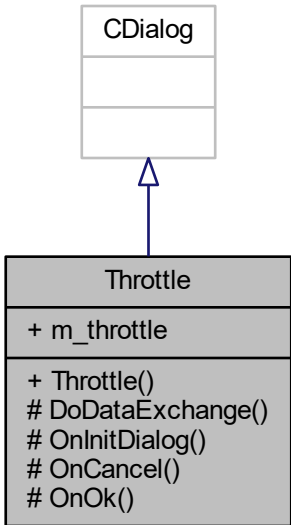 CDialog
Throttle
+ m_throttle
+ Throttle()
# DoDataExchange()
# OnInitDialog()
# OnCancel()
# OnOk()